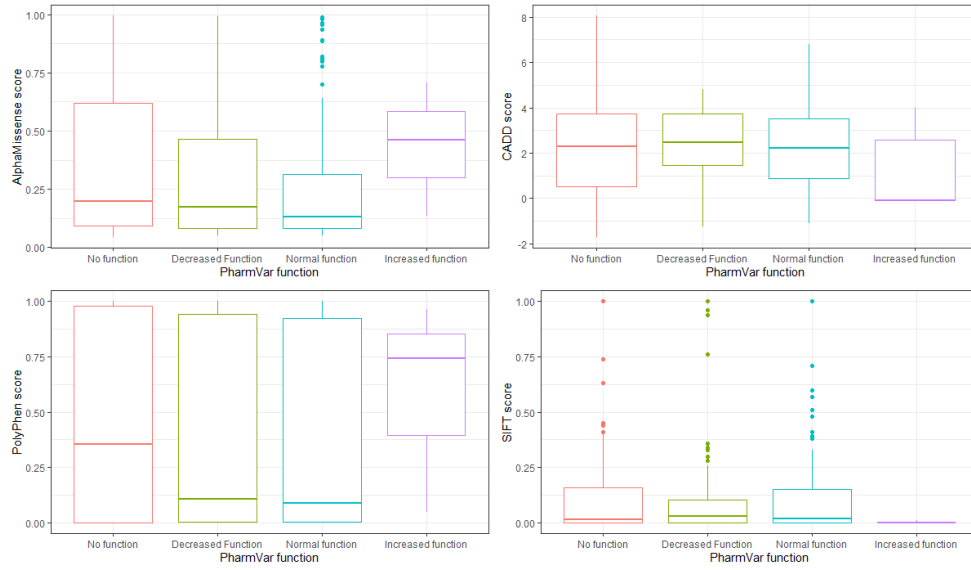 AlphaMissense score
1.00
0.75
0.50
0.25
0.00
No function Decreased Function Normal function Increased function
PharmVar function
CADD score
8
6
4
2
0
-2
No function Decreased Function Normal function Increased function
PharmVar function
PolyPhen score
1.00
0.75
0.50
0.25
0.00
No function Decreased Function Normal function Increased function
PharmVar function
SIFT score
1.00
0.75
0.50
0.25
0.00
No function Decreased Function Normal function Increased function
PharmVar function